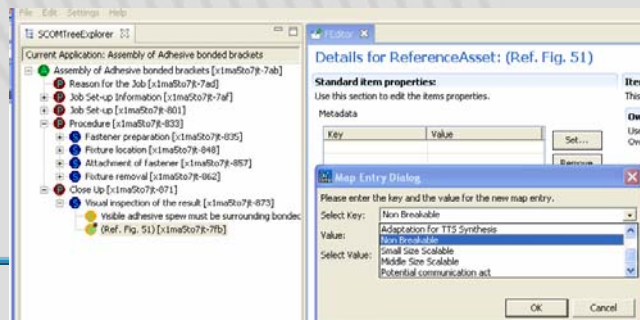 File Edit Settings Help
SCOMTreeExplorer
Current Application: Assembly of Adhesive bonded brackets
Assembly of Adhesive bonded brackets [x1ma5to7jt-7ab]
Reason for the Job [x1ma5to7jt-7ad]
Job Set-up Information [x1ma5to7jt-7af]
Job Set-up [x1ma5to7jt-801]
Procedure [x1ma5to7jt-833]
Fastener preparation [x1ma5to7jt-835]
Fixture location [x1ma5to7jt-848]
Attachment of fastener [x1ma5to7jt-857]
Fixture removal [x1ma5to7jt-862]
Close Up [x1ma5to7jt-871]
Visual inspection of the result [x1ma5to7jt-873]
Visible adhesive spew must be surrounding bonded
(Ref. Fig. 51) [x1ma5to7jt-7fb]
FEditor
Details for ReferenceAsset: (Ref. Fig. 51)
Standard item properties:
Use this section to edit the items properties.
Metadata
Key Value
Set...
Remove
Item
This
Ow
Use
Ov
Map Entry Dialog
Please enter the key and the value for the new map entry.
Select Key: Non Breakable
Value:
Select Value:
Adaptation for TTS Synthesis
Non Breakable
Small Size Scalable
Middle Size Scalable
Potential communication act
OK Cancel